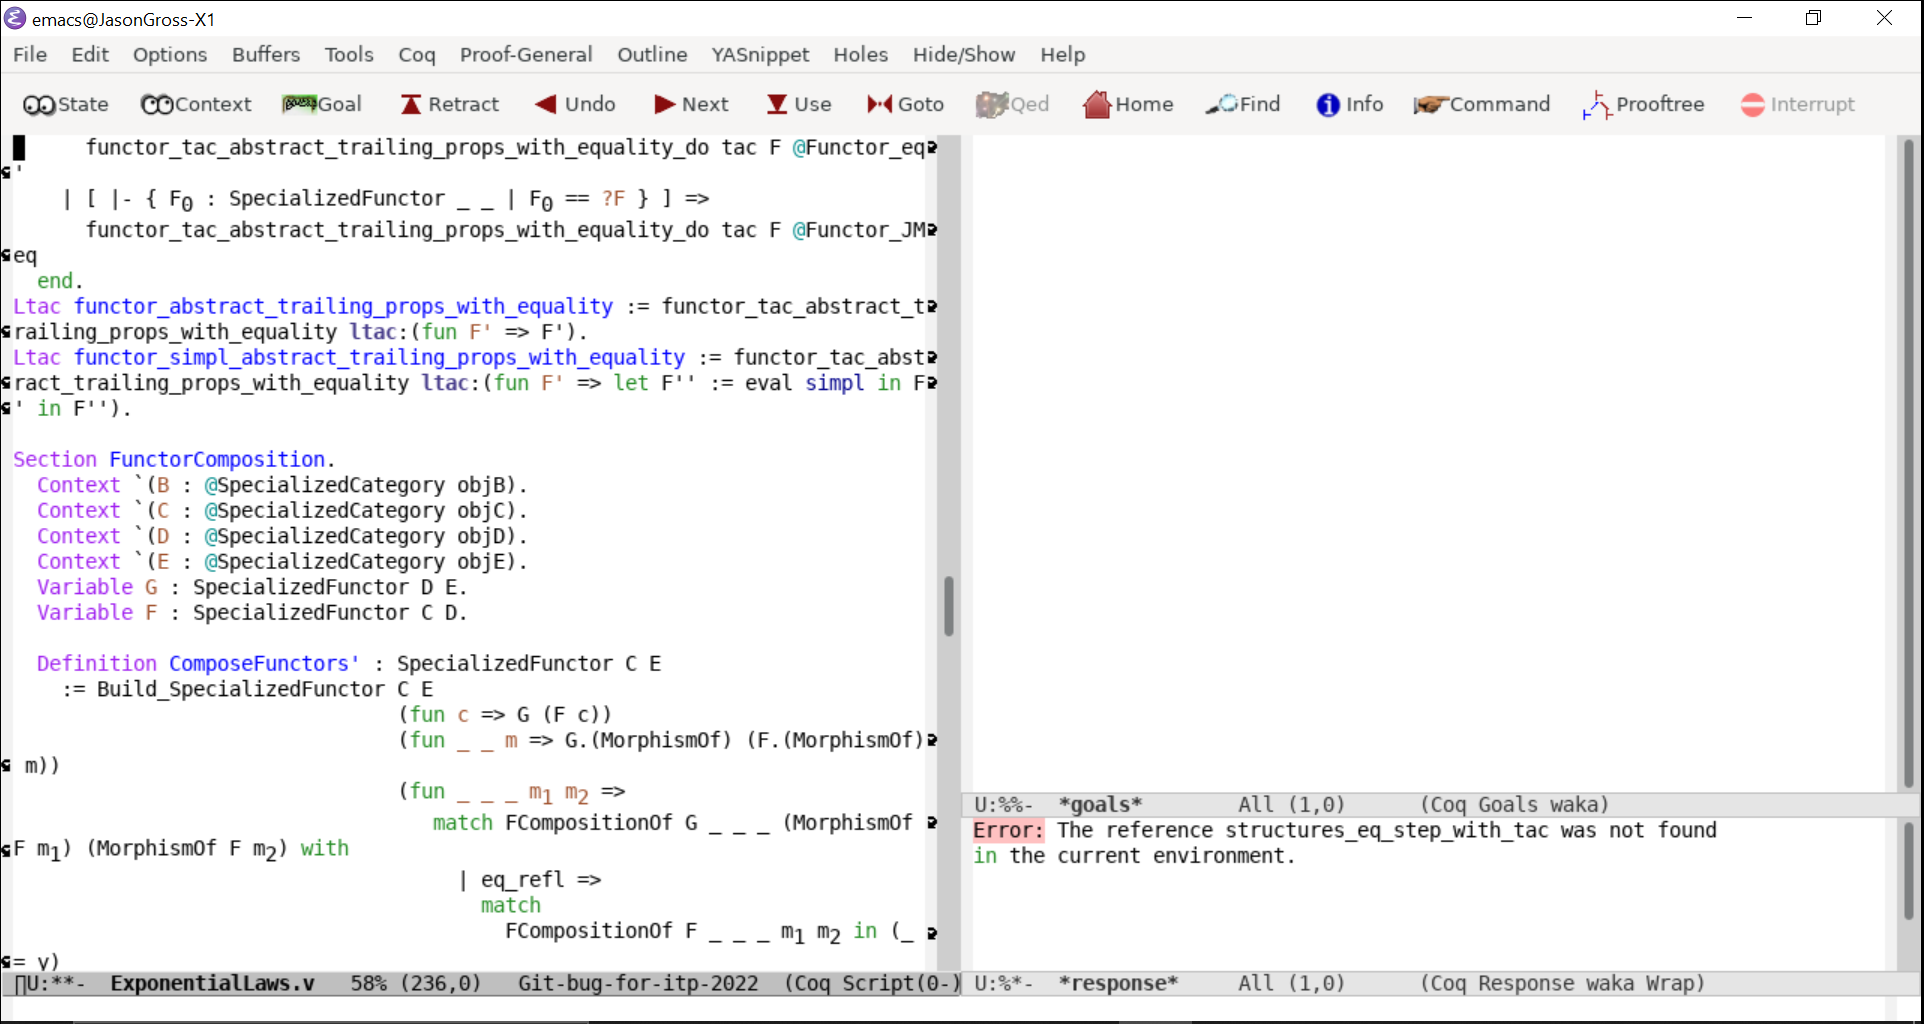 emacs@JasonGross-X1
File Edit Options Buffers Tools Coq Proof-General Outline YASnippet Holes Hide/Show Help
State Context Goal Retract Undo Next Use Goto Qed Home Find Info Command Prooftree Interrupt
functor_tac_abstract_trailing_props_with_equality_do tac F @Functor_eq
'
| [ |- { F0 : SpecializedFunctor _ _ | F0 == ?F } ] =>
functor_tac_abstract_trailing_props_with_equality_do tac F @Functor_JM
eq
end.
Ltac functor_abstract_trailing_props_with_equality := functor_tac_abstract_t
railing_props_with_equality ltac:(fun F' => F').
Ltac functor_simpl_abstract_trailing_props_with_equality := functor_tac_abst
ract_trailing_props_with_equality ltac:(fun F' => let F'' := eval simpl in F
' in F'').
Section FunctorComposition.
Context `(B : @SpecializedCategory objB).
Context `(C : @SpecializedCategory objC).
Context `(D : @SpecializedCategory objD).
Context `(E : @SpecializedCategory objE).
Variable G : SpecializedFunctor D E.
Variable F : SpecializedFunctor C D.
Definition ComposeFunctors' : SpecializedFunctor C E
:= Build_SpecializedFunctor C E
(fun c => G (F c))
(fun _ _ m => G.(MorphismOf) (F.(MorphismOf)
m))
(fun _ _ _ m1 m2 =>
match FCompositionOf G _ _ _ (MorphismOf
F m1) (MorphismOf F m2) with
| eq_refl =>
match
FCompositionOf F _ _ _ m1 m2 in (_
= y)
U:**- ExponentialLaws.v 58% (236,0) Git-bug-for-itp-2022 (Coq Script(0-)
U:%%- *goals* All (1,0) (Coq Goals waka)
Error: The reference structures_eq_step_with_tac was not found
in the current environment.
U:%*- *response* All (1,0) (Coq Response waka Wrap)